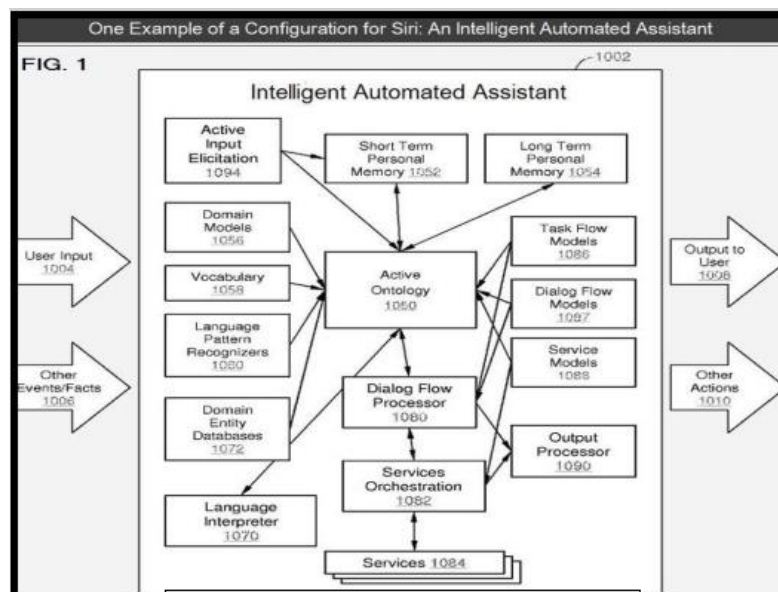 One Example of a Configuration for Siri: An Intelligent Automated Assistant
FIG. 1
1002
Intelligent Automated Assistant
Active
Input
Elicitation
1094
Short Term
Personal
Memory 1052
Long Term
Personal
Memory 1054
Domain
Models
1056
Task Flow
Models
1086
User Input
1004
Output to
User
1008
Vocabulary
1058
Active
Ontology
1050
Dialog Flow
Models
1087
Language
Pattern
Recognizers
1060
Service
Models
1088
Other
Events/Facts
1006
Other
Actions
1010
Dialog Flow
Processor
1080
Domain
Entity
Databases
1072
Output
Processor
1090
Services
Orchestration
1082
Language
Interpreter
1070
Services 1084